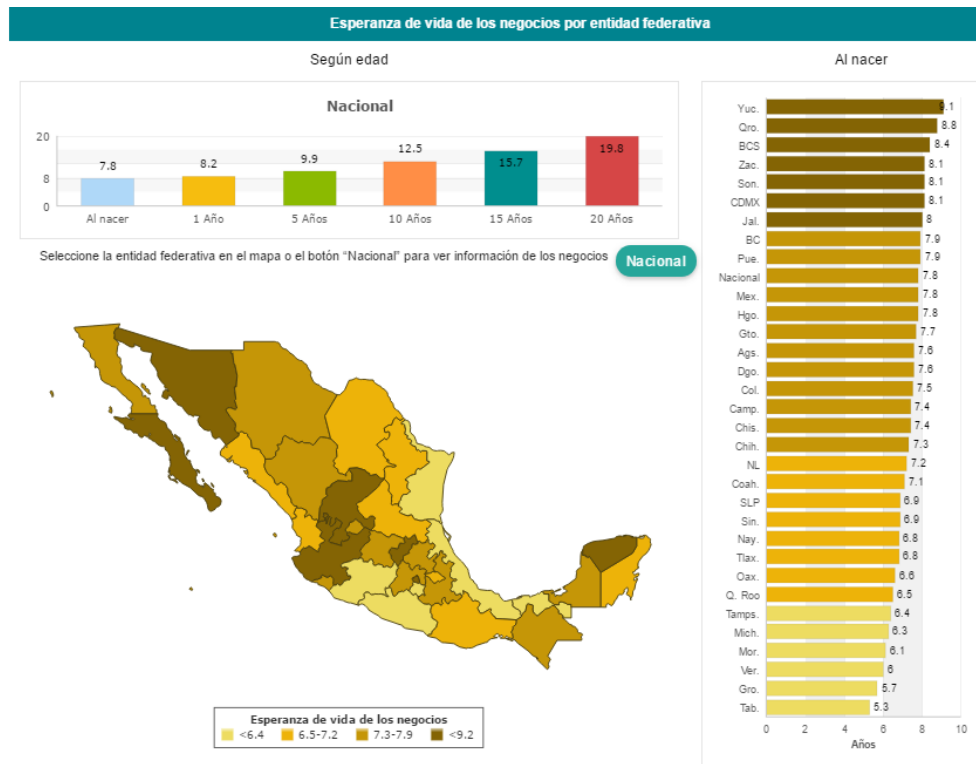 Esperanza de vida de los negocios por entidad federativa
Según edad
Nacional
20
8
0
7.8
8.2
9.9
12.5
15.7
19.8
Al nacer
1 Año
5 Años
10 Años
15 Años
20 Años
Seleccione la entidad federativa en el mapa o el botón “Nacional” para ver información de los negocios
Nacional
Esperanza de vida de los negocios
<6.4 6.5-7.2 7.3-7.9 <9.2
Al nacer
Yuc. 9.1
Qro. 8.8
BCS 8.4
Zac. 8.1
Son. 8.1
CDMX 8.1
Jal. 8
BC 7.9
Pue. 7.9
Nacional 7.8
Mex. 7.8
Hgo. 7.8
Gto. 7.7
Ags. 7.6
Dgo. 7.6
Col. 7.5
Camp. 7.4
Chis. 7.4
Chih. 7.3
NL 7.2
Coah. 7.1
SLP 6.9
Sin. 6.9
Nay. 6.8
Tlax. 6.8
Oax. 6.6
Q. Roo 6.5
Tamps. 6.4
Mich. 6.3
Mor. 6.1
Ver. 6
Gro. 5.7
Tab. 5.3
0 2 4 6 8 10
Años